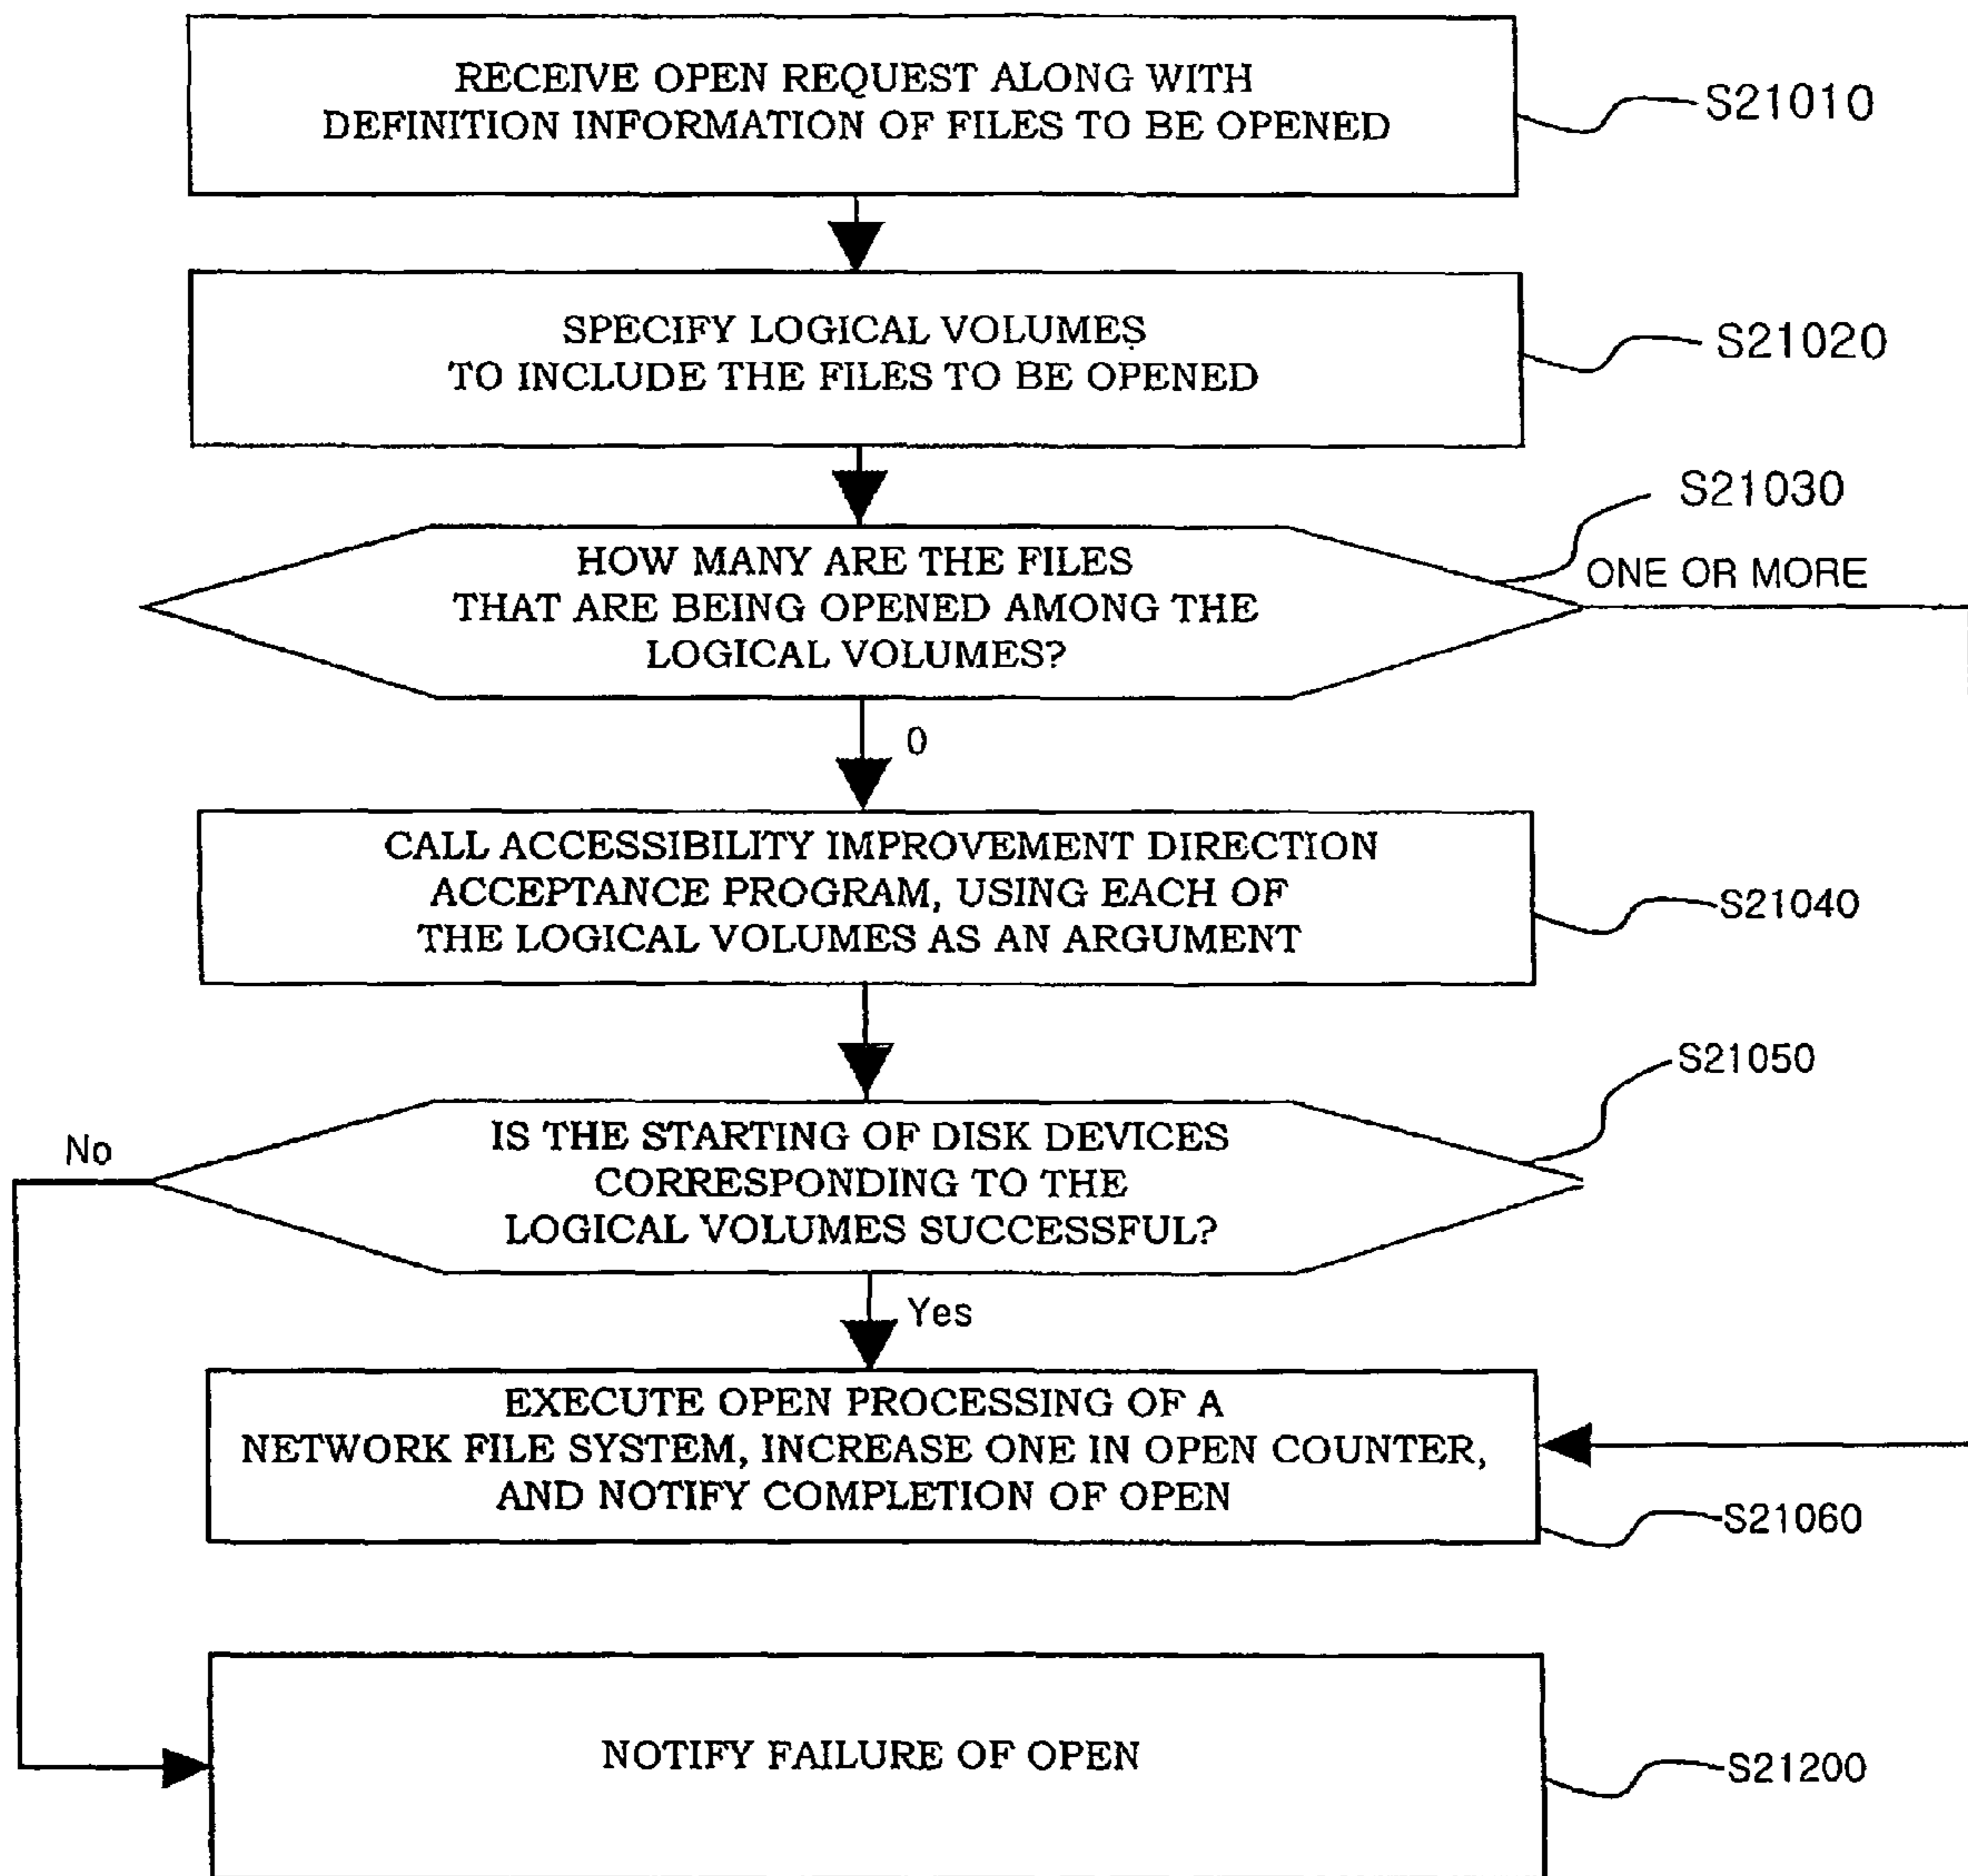 RECEIVE OPEN REQUEST ALONG WITH
DEFINITION INFORMATION OF FILES TO BE OPENED
S21010
SPECIFY LOGICAL VOLUMES
TO INCLUDE THE FILES TO BE OPENED
S21020
S21030
HOW MANY ARE THE FILES
THAT ARE BEING OPENED AMONG THE
LOGICAL VOLUMES?
ONE OR MORE
0
CALL ACCESSIBILITY IMPROVEMENT DIRECTION
ACCEPTANCE PROGRAM, USING EACH OF
THE LOGICAL VOLUMES AS AN ARGUMENT
S21040
S21050
IS THE STARTING OF DISK DEVICES
CORRESPONDING TO THE
LOGICAL VOLUMES SUCCESSFUL?
No
Yes
EXECUTE OPEN PROCESSING OF A
NETWORK FILE SYSTEM, INCREASE ONE IN OPEN COUNTER,
AND NOTIFY COMPLETION OF OPEN
S21060
NOTIFY FAILURE OF OPEN
S21200